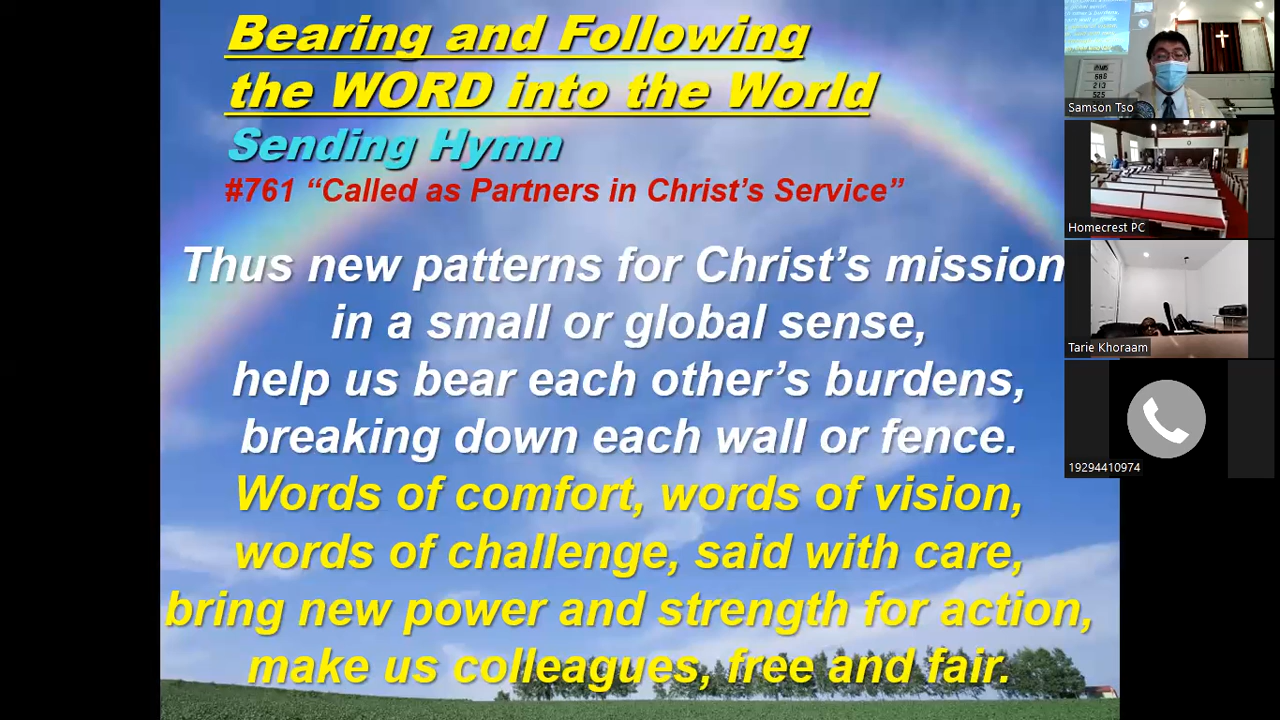 Bearing and Following
the WORD into the World
Sending Hymn
#761 “Called as Partners in Christ’s Service”
Thus new patterns for Christ’s mission
in a small or global sense,
help us bear each other’s burdens,
breaking down each wall or fence.
Words of comfort, words of vision,
words of challenge, said with care,
bring new power and strength for action,
make us colleagues, free and fair.
686
213
525
Samson Tso
Homecrest PC
Tarie Khoraam
19294410974